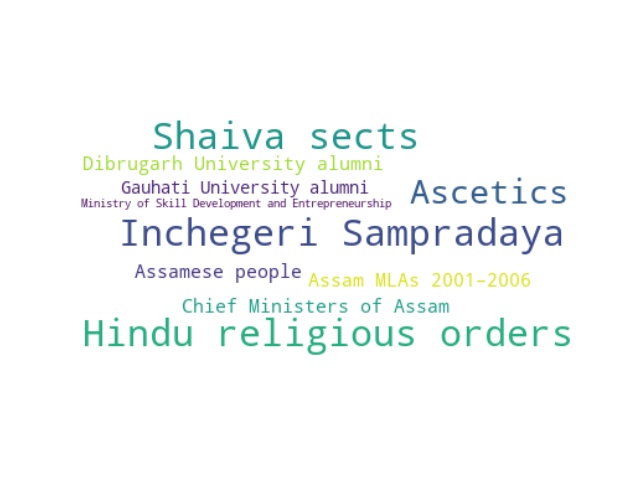 Shaiva sects
Dibrugarh University alumni
Gauhati University alumni
Ascetics
Ministry of Skill Development and Entrepreneurship
Inchegeri Sampradaya
Assamese people
Assam MLAs 2001–2006
Chief Ministers of Assam
Hindu religious orders